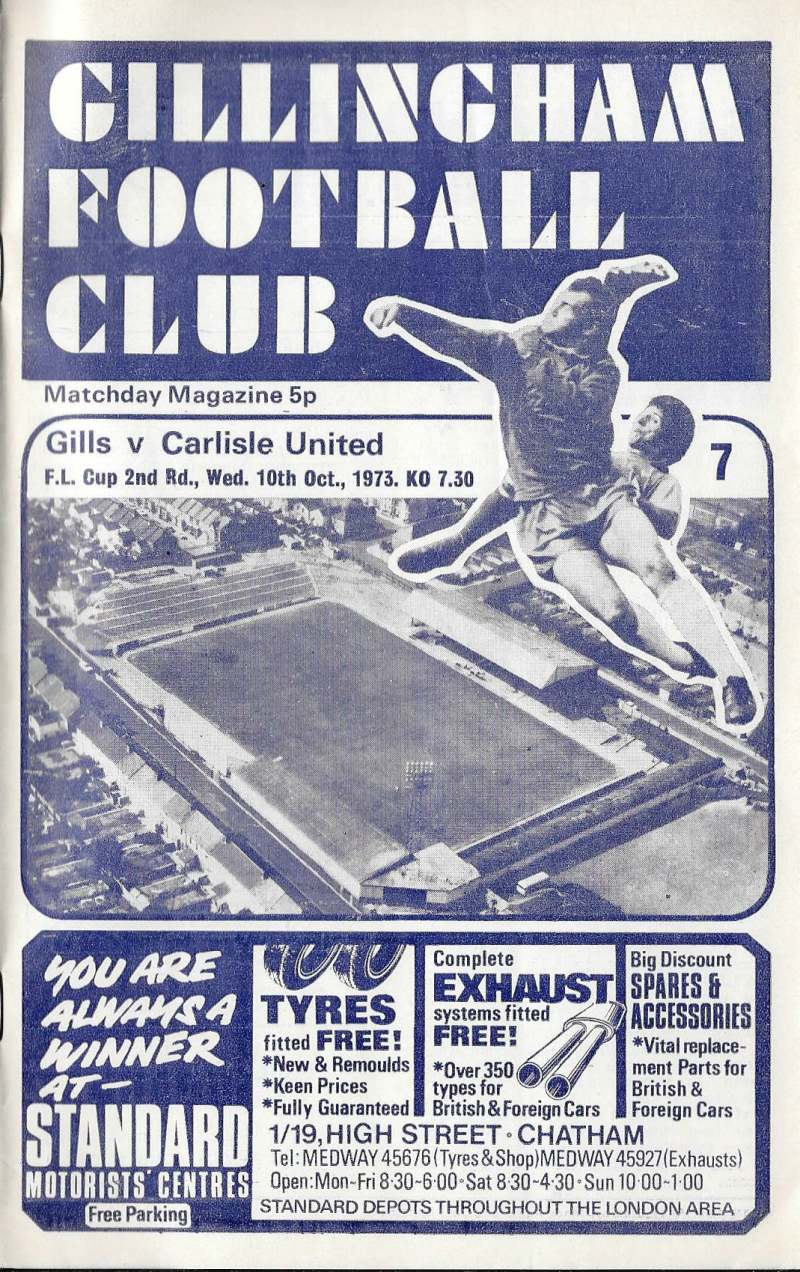 GILLINGHAM
FOOTBALL
CLUB
Matchday Magazine 5p
Gills v Carlisle United
F.L. Cup 2nd Rd., Wed. 10th Oct., 1973. KO 7.30
7
YOU ARE
ALWAYS A
WINNER
AT-
STANDARD
MOTORISTS' CENTRES
Free Parking
TYRES
fitted FREE!
*New & Remoulds
*Keen Prices
*Fully Guaranteed
Complete
EXHAUST
systems fitted
FREE!
*Over 350
types for
British & Foreign Cars
Big Discount
SPARES &
ACCESSORIES
*Vital replace-
ment Parts for
British &
Foreign Cars
1/19, HIGH STREET · CHATHAM
Tel: MEDWAY 45676 (Tyres & Shop) MEDWAY 45927 (Exhausts)
Open: Mon-Fri 8·30-6·00 · Sat 8·30-4·30 · Sun 10·00-1·00
STANDARD DEPOTS THROUGHOUT THE LONDON AREA